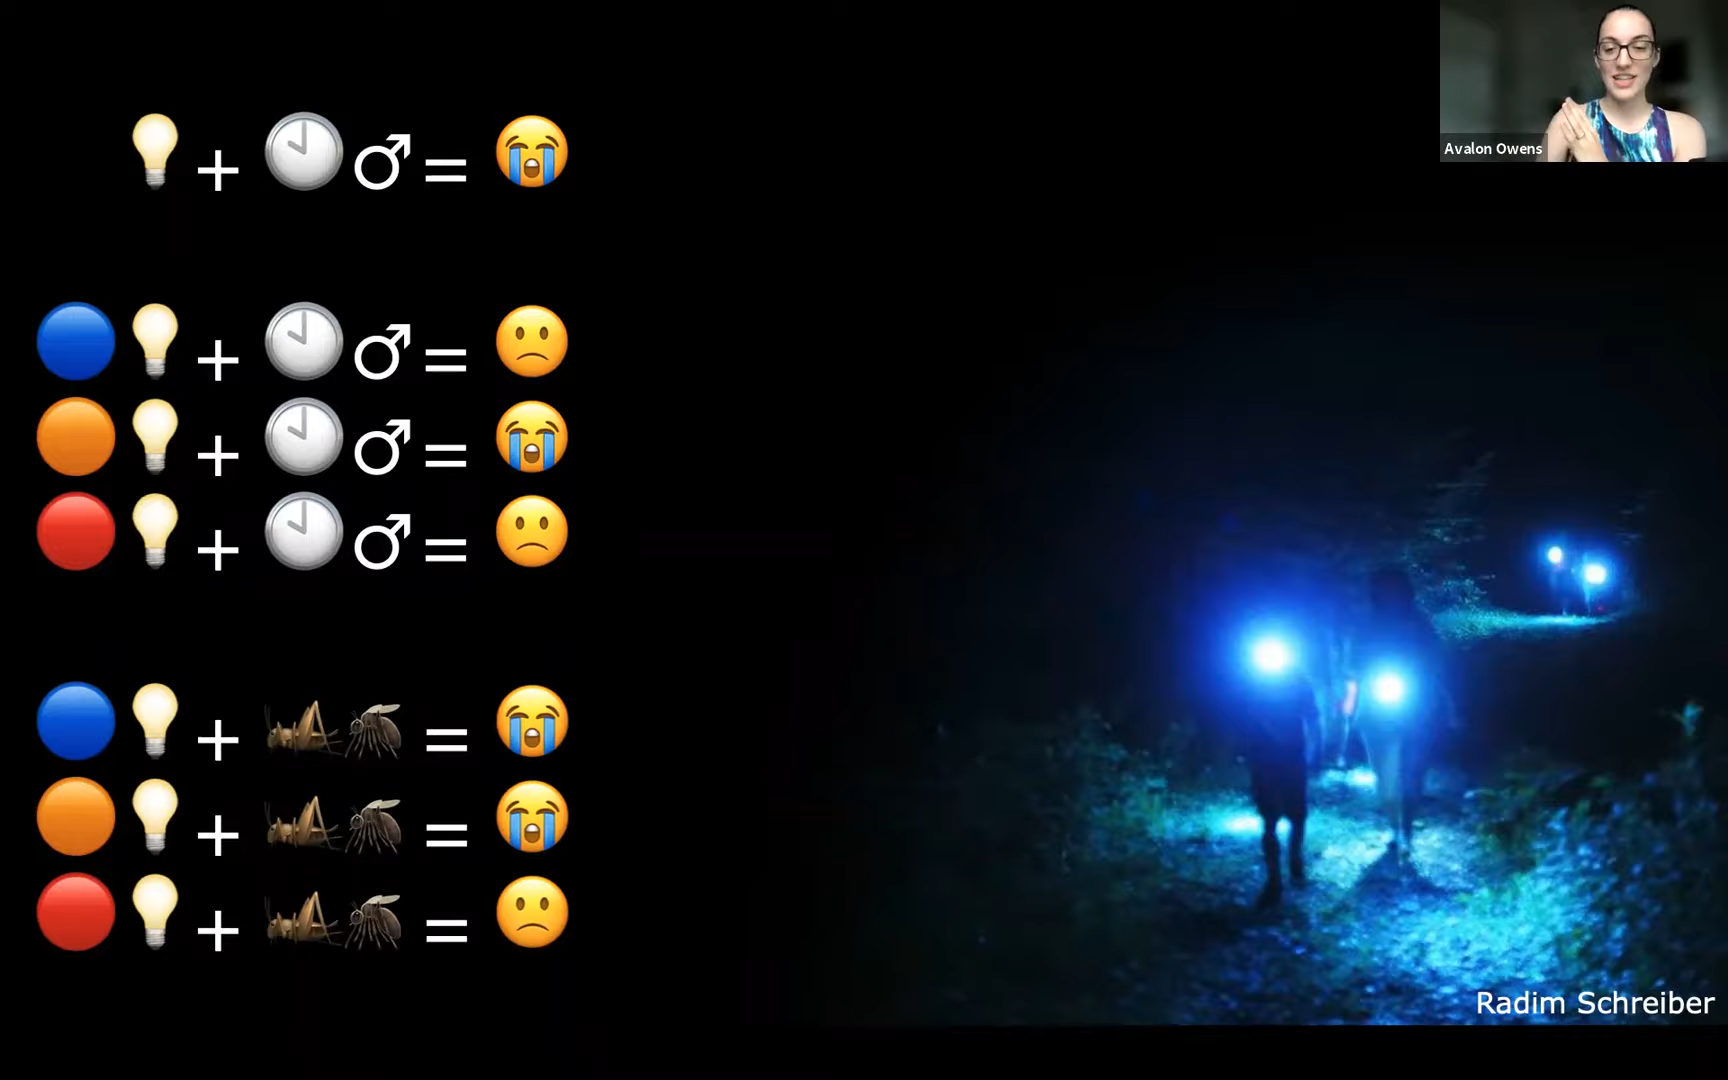 Avalon Owens
+ ♂ =
+ ♂ =
+ ♂ =
+ ♂ =
+ =
+ =
+ =
Radim Schreiber